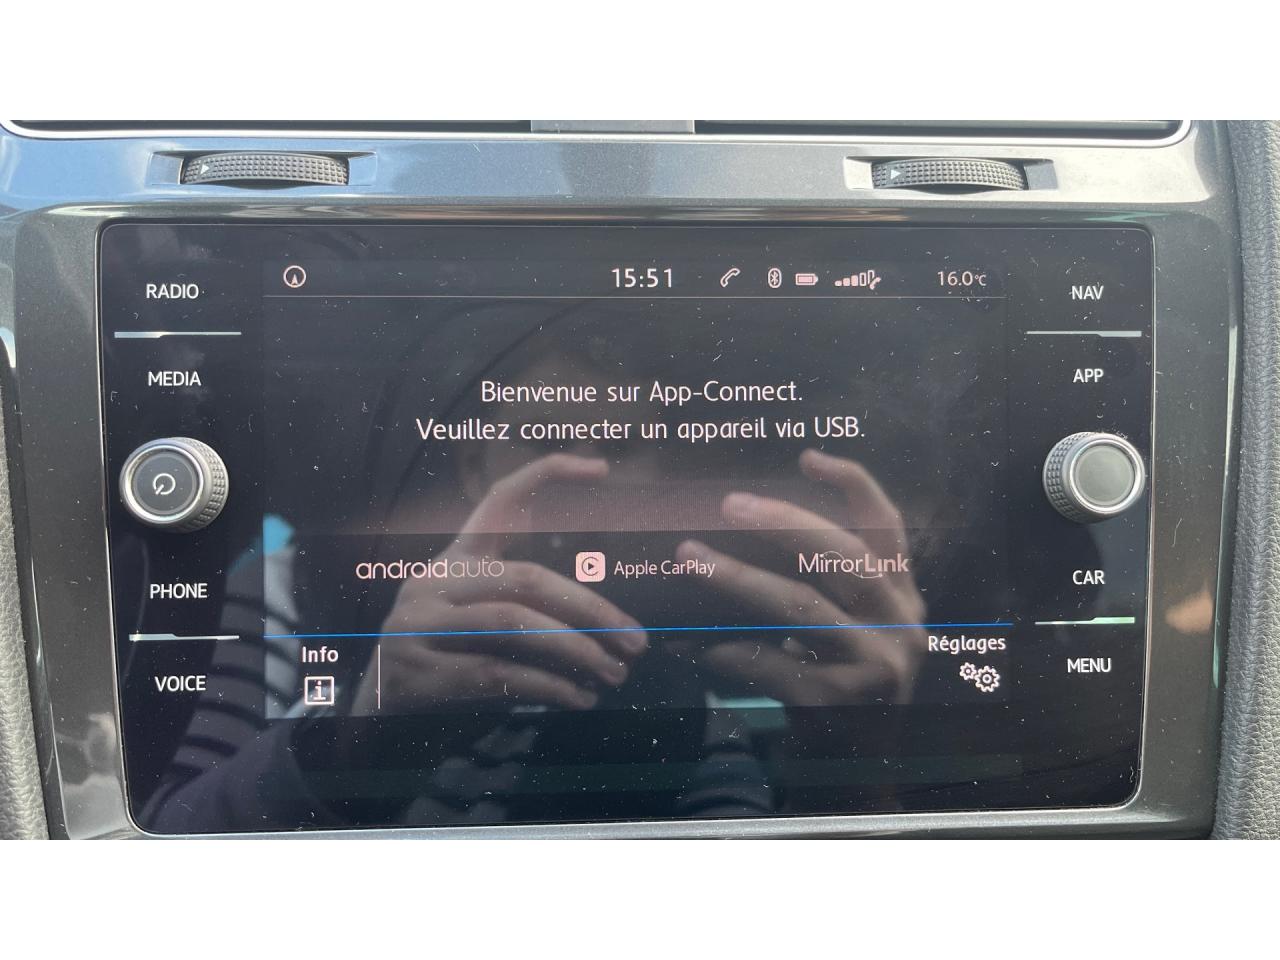 15:51
16.0°C
RADIO
MEDIA
PHONE
VOICE
NAV
APP
CAR
MENU
Bienvenue sur App-Connect.
Veuillez connecter un appareil via USB.
androidauto
Apple CarPlay
MirrorLink
Info
Réglages